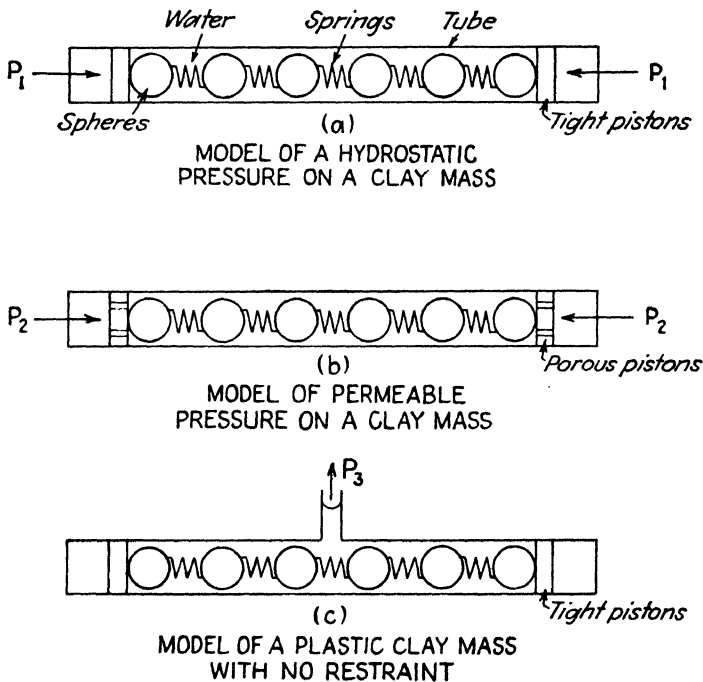 Water
Springs
Tube
P₁
P₁
Spheres
Tight pistons
(a)
MODEL OF A HYDROSTATIC
PRESSURE ON A CLAY MASS
P₂
P₂
(b)
Porous pistons
MODEL OF PERMEABLE
PRESSURE ON A CLAY MASS
P₃
(c)
Tight pistons
MODEL OF A PLASTIC CLAY MASS
WITH NO RESTRAINT